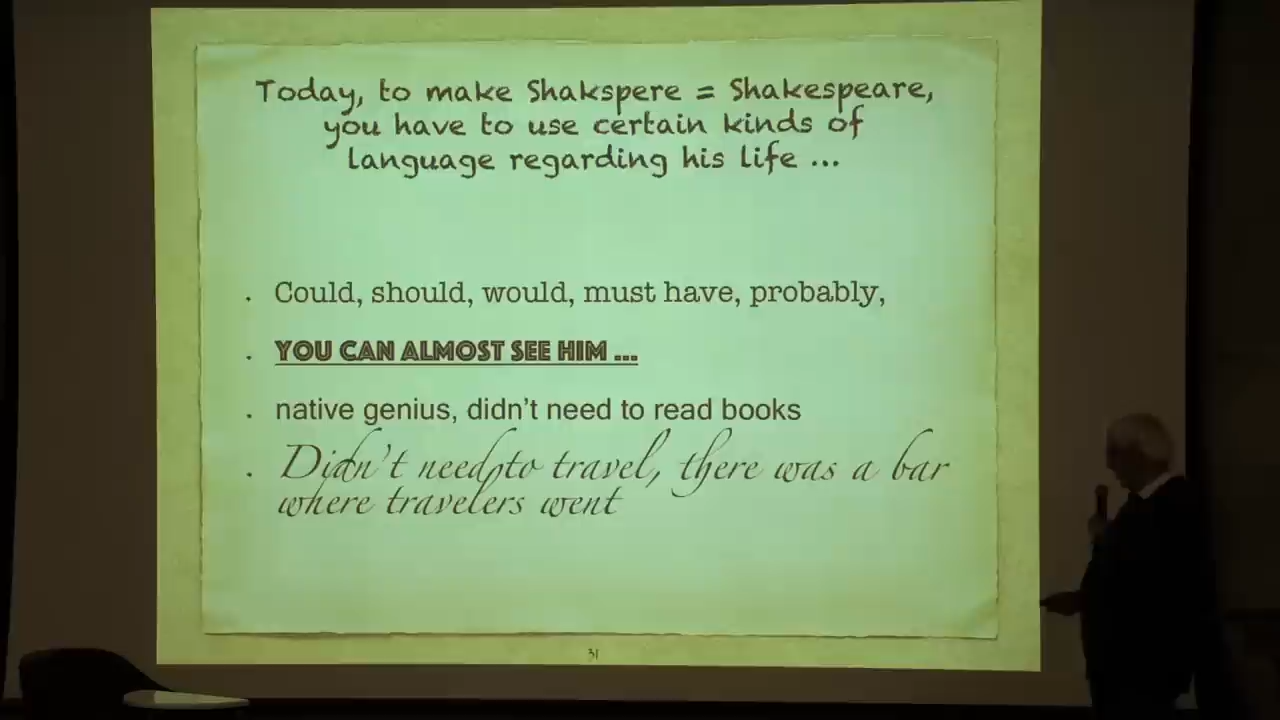 Today, to make Shakspere = Shakespeare,
you have to use certain kinds of
language regarding his life ...
. Could, should, would, must have, probably,
. YOU CAN ALMOST SEE HIM ...
. native genius, didn't need to read books
. Didn't need to travel, there was a bar
where travelers went
31